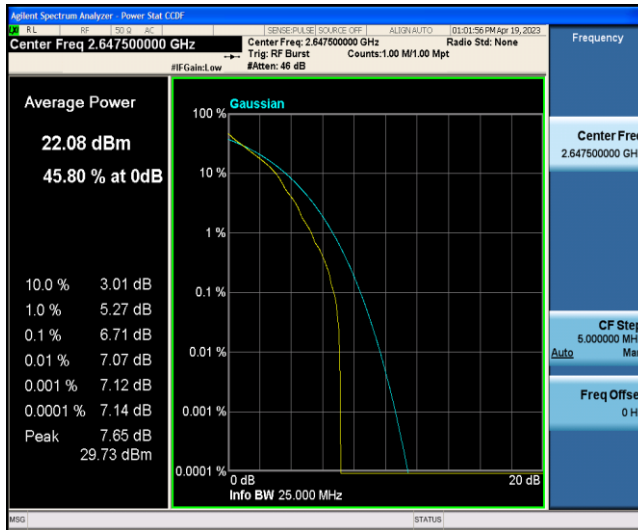 Agilent Spectrum Analyzer - Power Stat CCDF
RL RF 50 Ω AC SENSE:PULSE SOURCE OFF ALIGN AUTO 01:01:56 PM Apr 19, 2023
Center Freq 2.647500000 GHz
Center Freq: 2.647500000 GHz Radio Std: None
Trig: RF Burst Counts:1.00 M/1.00 Mpt
#IFGain:Low #Atten: 46 dB
Frequency
Average Power
22.08 dBm
45.80 % at 0dB
10.0 % 3.01 dB
1.0 % 5.27 dB
0.1 % 6.71 dB
0.01 % 7.07 dB
0.001 % 7.12 dB
0.0001 % 7.14 dB
Peak 7.65 dB
29.73 dBm
Gaussian
100 %
10 %
1 %
0.1 %
0.01 %
0.001 %
0.0001 %
0 dB 20 dB
Info BW 25.000 MHz
Center Freq
2.647500000 GH
CF Step
5.000000 MH
Auto Ma
Freq Offse
0 H
MSG STATUS